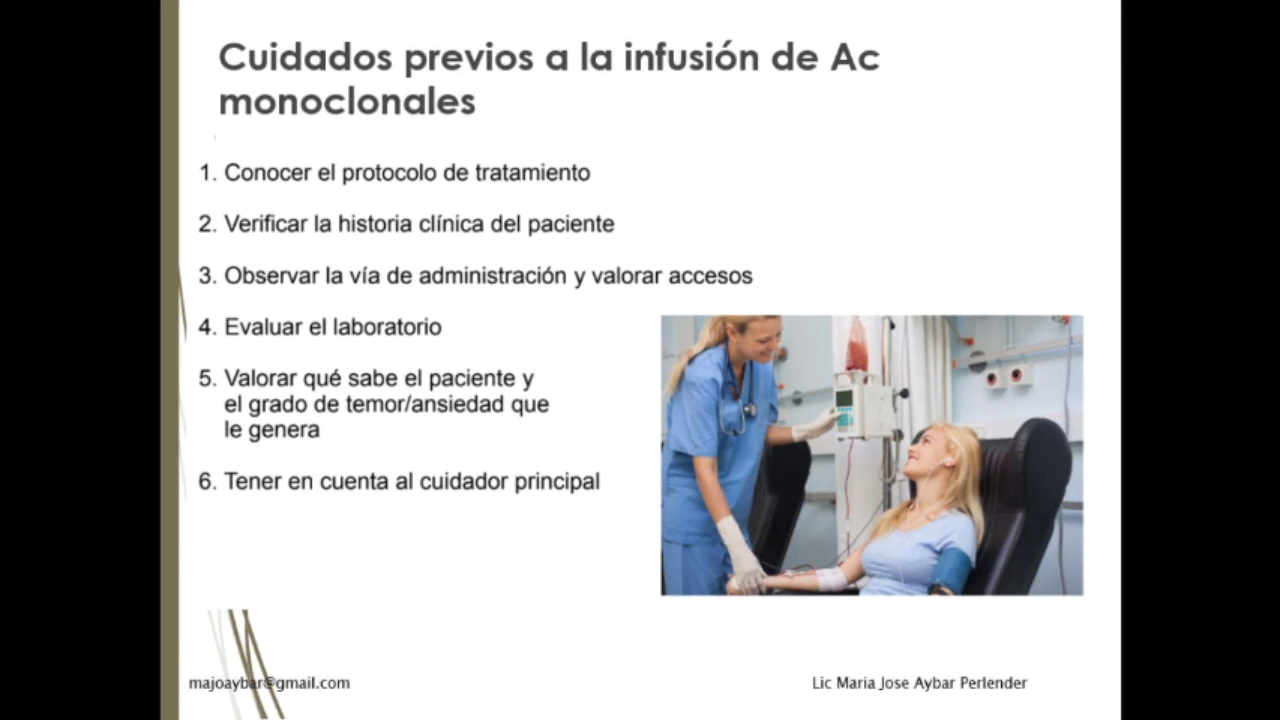 Cuidados previos a la infusión de Ac
monoclonales
1. Conocer el protocolo de tratamiento
2. Verificar la historia clínica del paciente
3. Observar la vía de administración y valorar accesos
4. Evaluar el laboratorio
5. Valorar qué sabe el paciente y
el grado de temor/ansiedad que
le genera
6. Tener en cuenta al cuidador principal
majoaybar@gmail.com
Lic Maria Jose Aybar Perlender